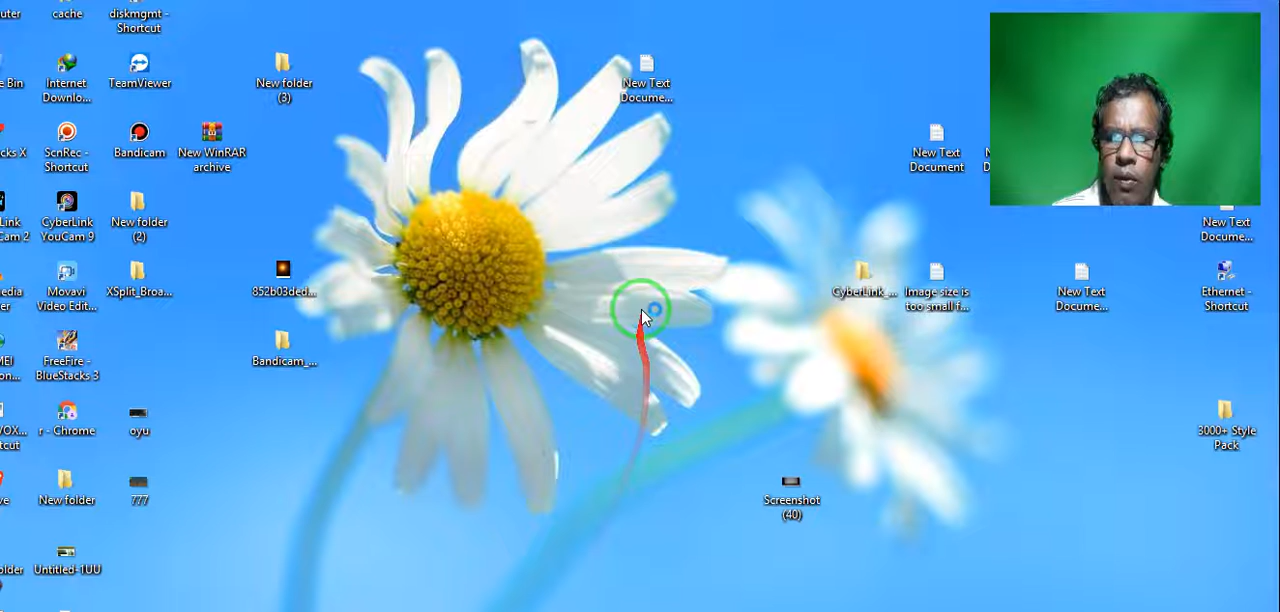 uter
cache
diskmgmt -
Shortcut
e Bin
Internet
Downlo...
TeamViewer
New folder
(3)
New Text
Docume...
cks X
ScnRec -
Shortcut
Bandicam
New WinRAR
archive
New Text
Document
Link
Cam 2
CyberLink
YouCam 9
New folder
(2)
New Text
Docume...
edia
er
Movavi
Video Edit...
XSplit_Broa...
852b03ded...
CyberLink_...
Image size is
too small f...
New Text
Docume...
Ethernet -
Shortcut
ME!
on...
FreeFire -
BlueStacks 3
Bandicam_...
VOX...
tcut
r - Chrome
oyu
3000+ Style
Pack
ve
New folder
777
Screenshot
(40)
older
Untitled-1UU